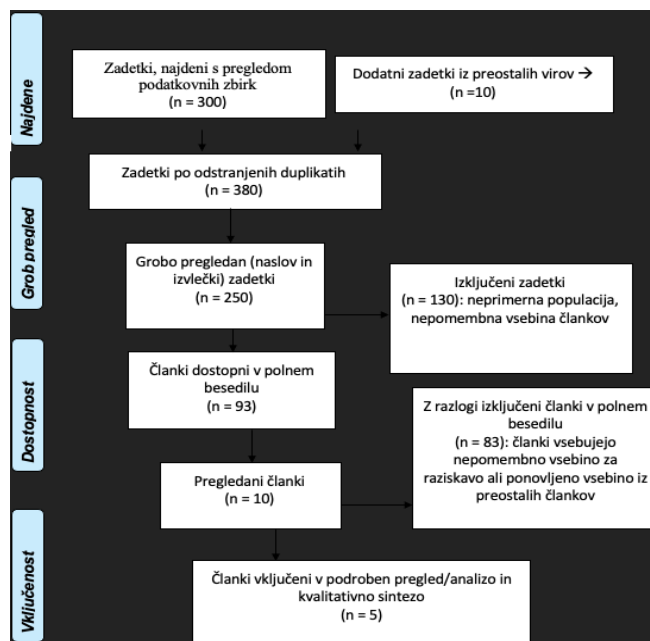 Najdene
Zadetki, najdeni s pregledom
podatkovnih zbirk
(n = 300)
Dodatni zadetki iz preostalih virov →
(n =10)
Zadetki po odstranjenih duplikatih
(n = 380)
Grob pregled
Grobo pregledan (naslov in
izvlečki) zadetki
(n = 250)
Izključeni zadetki
(n = 130): neprimerna populacija,
nepomembna vsebina člankov
Dostopnost
Članki dostopni v polnem
besedilu
(n = 93)
Z razlogi izključeni članki v polnem
besedilu
(n = 83): članki vsebujejo
nepomembno vsebino za
raziskavo ali ponovljeno vsebino iz
preostalih člankov
Pregledani članki
(n = 10)
Vključenost
Članki vključeni v podroben pregled/analizo in
kvalitativno sintezo
(n = 5)